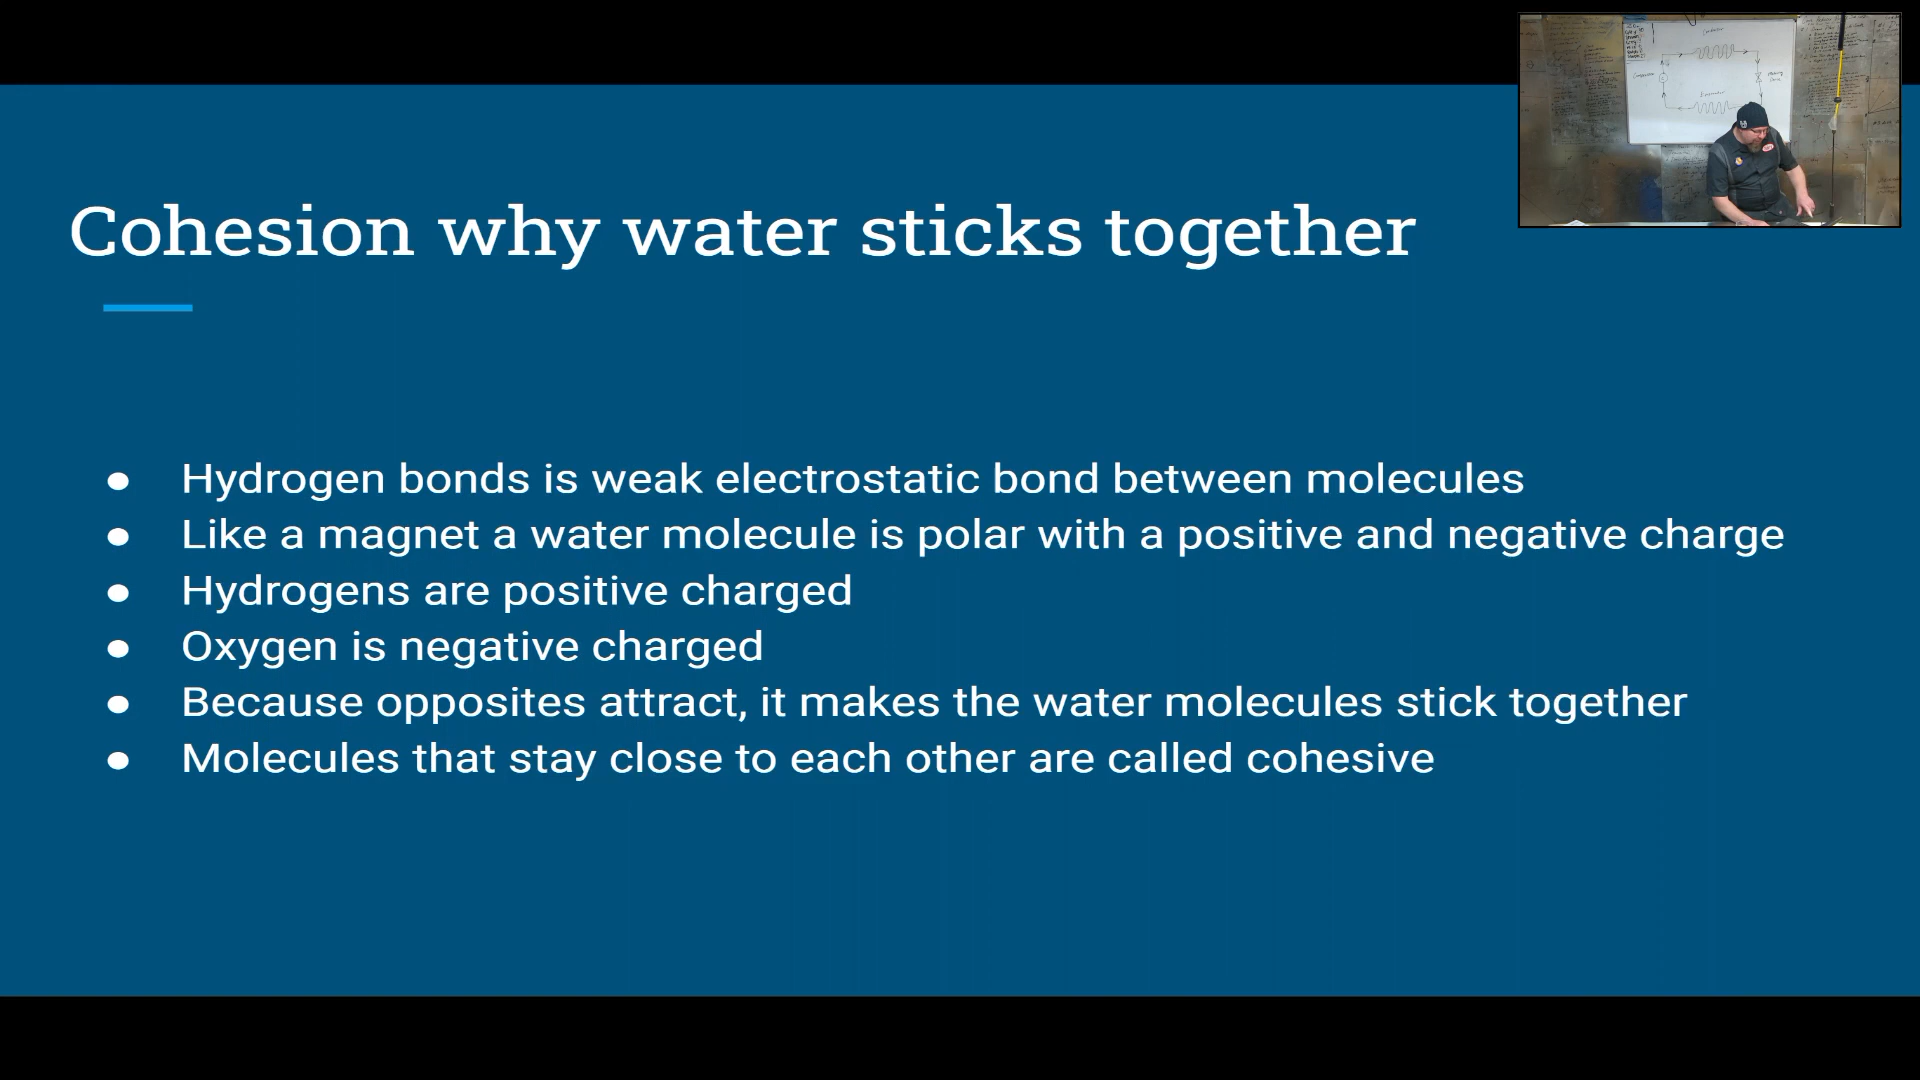 Cohesion why water sticks together
● Hydrogen bonds is weak electrostatic bond between molecules
● Like a magnet a water molecule is polar with a positive and negative charge
● Hydrogens are positive charged
● Oxygen is negative charged
● Because opposites attract, it makes the water molecules stick together
● Molecules that stay close to each other are called cohesive